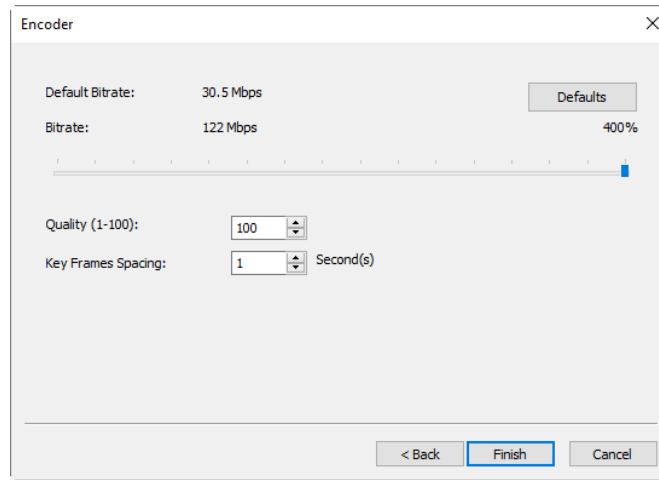 Encoder
Default Bitrate: 30.5 Mbps Defaults
Bitrate: 122 Mbps 400%
Quality (1-100): 100
Key Frames Spacing: 1 Second(s)
< Back Finish Cancel